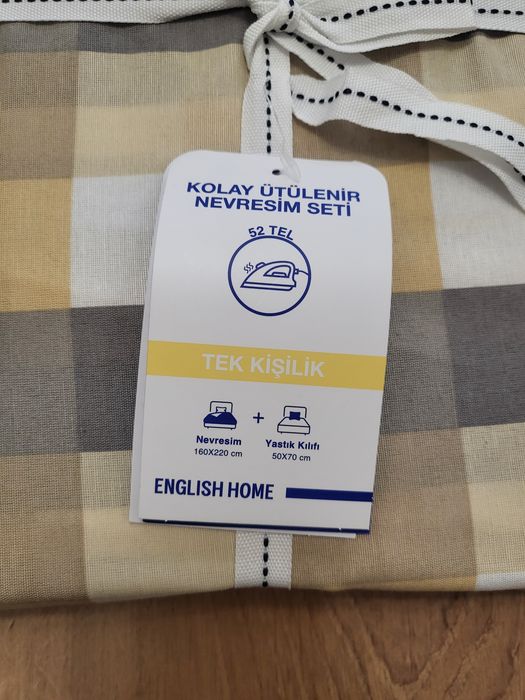 KOLAY ÜTÜLENİR
NEVRESİM SETİ
52 TEL
TEK KİŞİLİK
+
Nevresim
160X220 cm
Yastık Kılıfı
50X70 cm
ENGLISH HOME